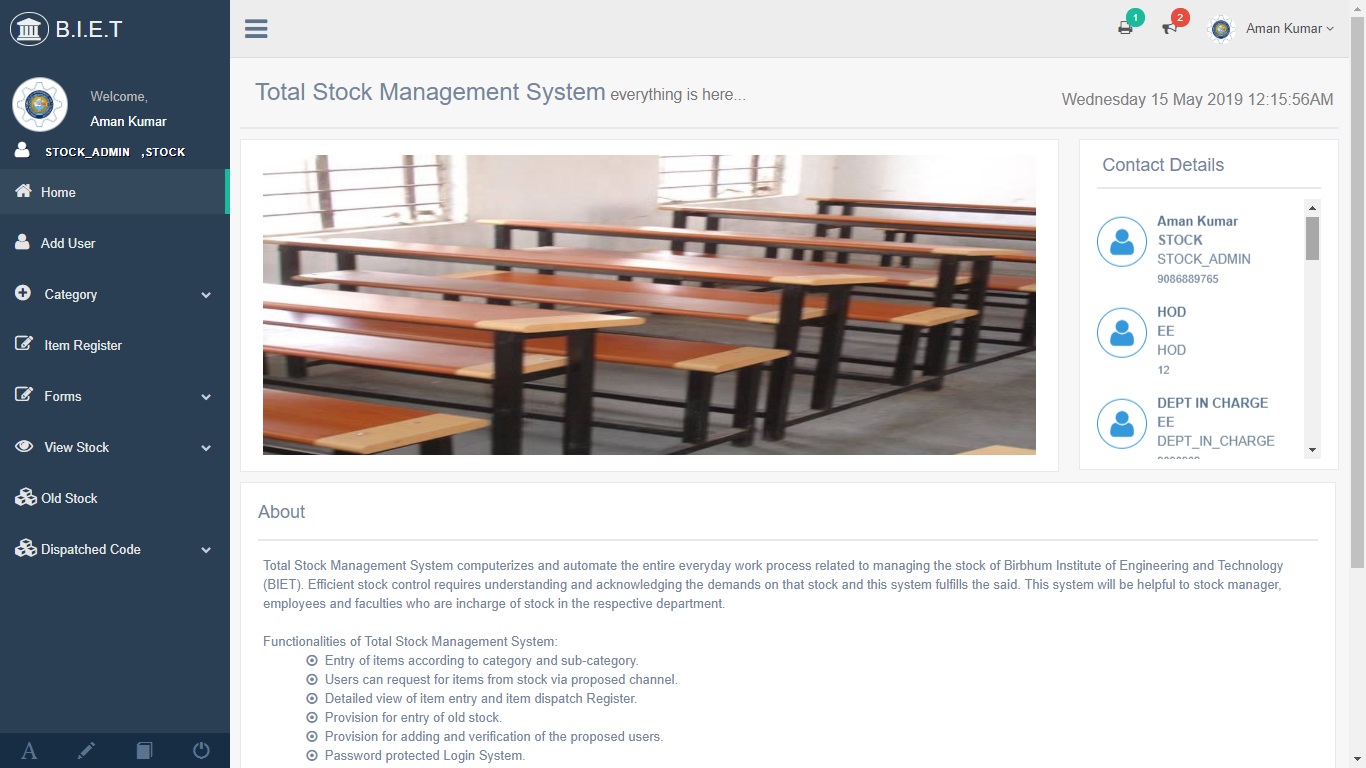 B.I.E.T
Welcome,
Aman Kumar
STOCK_ADMIN ,STOCK
Home
Add User
Category
Item Register
Forms
View Stock
Old Stock
Dispatched Code
A
1
2
Aman Kumar
Total Stock Management System everything is here...
Wednesday 15 May 2019 12:15:56AM
Contact Details
Aman Kumar
STOCK
STOCK_ADMIN
9086889765
HOD
EE
HOD
12
DEPT IN CHARGE
EE
DEPT_IN_CHARGE
About
Total Stock Management System computerizes and automate the entire everyday work process related to managing the stock of Birbhum Institute of Engineering and Technology
(BIET). Efficient stock control requires understanding and acknowledging the demands on that stock and this system fulfills the said. This system will be helpful to stock manager,
employees and faculties who are incharge of stock in the respective department.
Functionalities of Total Stock Management System:
Entry of items according to category and sub-category.
Users can request for items from stock via proposed channel.
Detailed view of item entry and item dispatch Register.
Provision for entry of old stock.
Provision for adding and verification of the proposed users.
Password protected Login System.